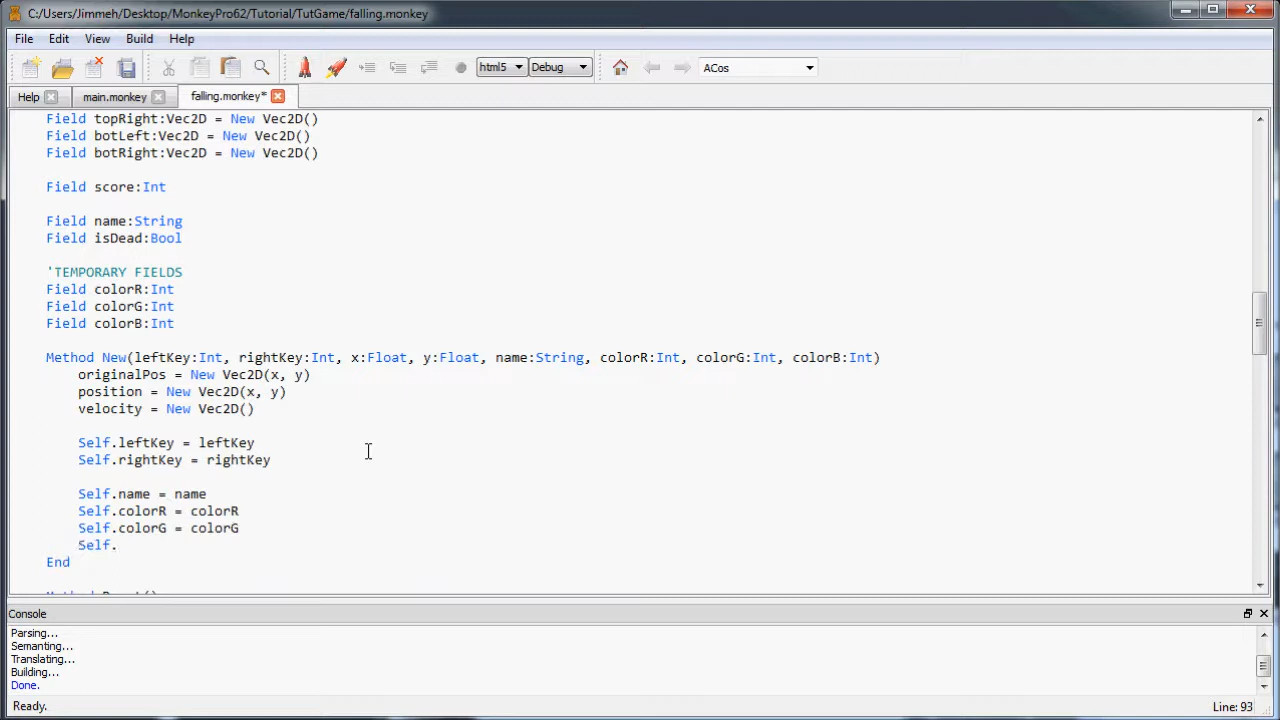 C:/Users/Jimmeh/Desktop/MonkeyPro62/Tutorial/TutGame/falling.monkey
File Edit View Build Help
html5 Debug ACos
Help main.monkey falling.monkey*
Field topRight:Vec2D = New Vec2D()
Field botLeft:Vec2D = New Vec2D()
Field botRight:Vec2D = New Vec2D()
Field score:Int
Field name:String
Field isDead:Bool
'TEMPORARY FIELDS
Field colorR:Int
Field colorG:Int
Field colorB:Int
Method New(leftKey:Int, rightKey:Int, x:Float, y:Float, name:String, colorR:Int, colorG:Int, colorB:Int)
originalPos = New Vec2D(x, y)
position = New Vec2D(x, y)
velocity = New Vec2D()
Self.leftKey = leftKey
Self.rightKey = rightKey
Self.name = name
Self.colorR = colorR
Self.colorG = colorG
Self.
End
Console
Parsing...
Semanting...
Translating...
Building...
Done.
Ready. Line: 93